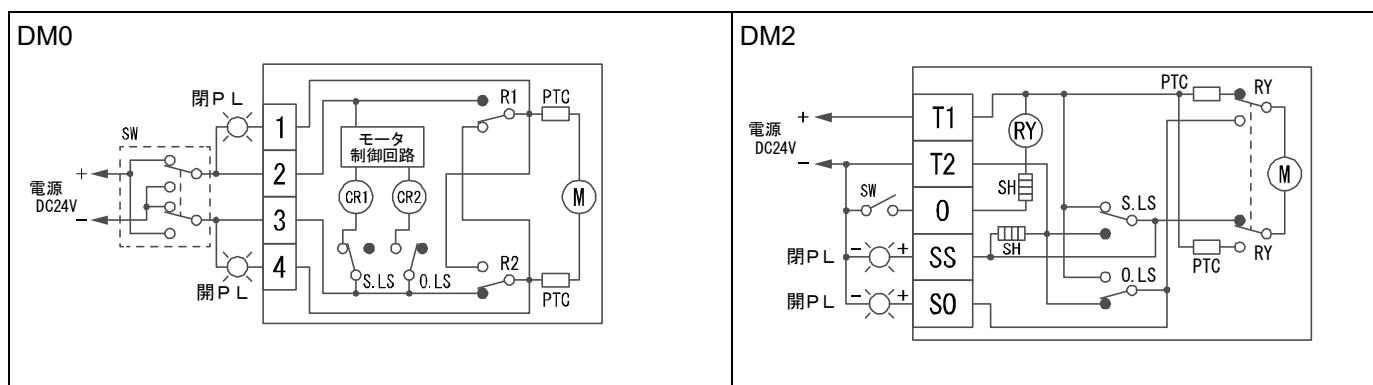 DM0
閉PL
SW
+
電源
DC24V
-
開PL
1
2
3
4
モータ
制御回路
CR1
CR2
S.LS
O.LS
R1
R2
PTC
PTC
M
DM2
+
電源
DC24V
-
SW
閉PL
- +
開PL
- +
T1
T2
O
SS
SO
RY
SH
SH
S.LS
O.LS
PTC
RY
M
PTC
RY